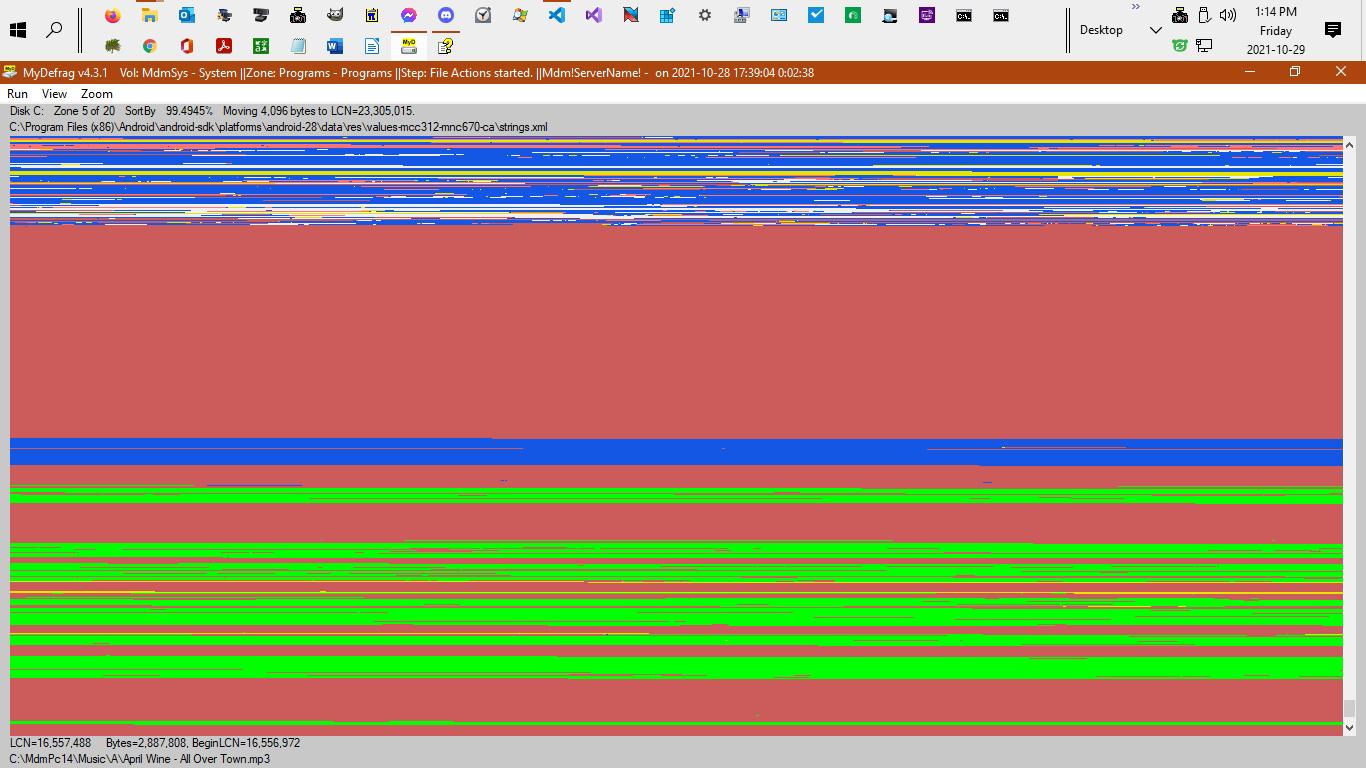 1:14 PM
Desktop
Friday
2021-10-29
MyDefrag v4.3.1 Vol: MdmSys - System ||Zone: Programs - Programs ||Step: File Actions started. ||Mdm!ServerName! - on 2021-10-28 17:39:04 0:02:38
Run View Zoom
Disk C: Zone 5 of 20 SortBy 99.4945% Moving 4,096 bytes to LCN=23,305,015.
C:\Program Files (x86)\Android\android-sdk\platforms\android-28\data\res\values-mcc312-mnc670-ca\strings.xml
LCN=16,557,488 Bytes=2,887,808, BeginLCN=16,556,972
C:\MdmPc14\Music\A\April Wine - All Over Town.mp3